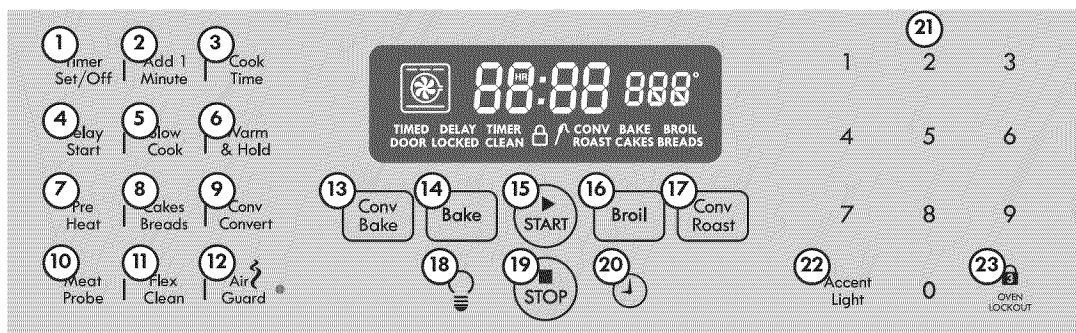 1 2 3 21
Timer Add 1 Cook
Set/Off Minute Time
1 2 3
88:88 888°
HR
TIMED DELAY TIMER CONV BAKE BROIL
DOOR LOCKED CLEAN ROAST CAKES BREADS
4 5 6
Delay Slow Warm
Start Cook & Hold
4 5 6
7 8 9
Pre Cakes Conv
Heat Breads Convert
13 14 15 16 17
Conv Bake START Broil Conv
Bake Roast
7 8 9
10 11 12
Meat Flex Air
Probe Clean Guard
18 19 20
STOP
22 23
Accent 0 3
Light OVEN
LOCKOUT